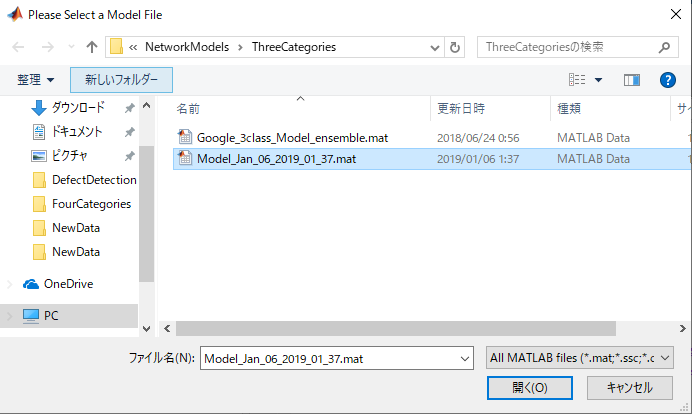 Please Select a Model File
« NetworkModels > ThreeCategories
ThreeCategoriesの検索
整理 新しいフォルダー
名前 更新日時 種類 サイ
ダウンロード
ドキュメント
ピクチャ
DefectDetection
FourCategories
NewData
NewData
OneDrive
PC
Google_3class_Model_ensemble.mat 2018/06/24 0:56 MATLAB Data
Model_Jan_06_2019_01_37.mat 2019/01/06 1:37 MATLAB Data
ファイル名(N): Model_Jan_06_2019_01_37.mat All MATLAB files (*.mat;*.ssc;*.c
開く(O) キャンセル